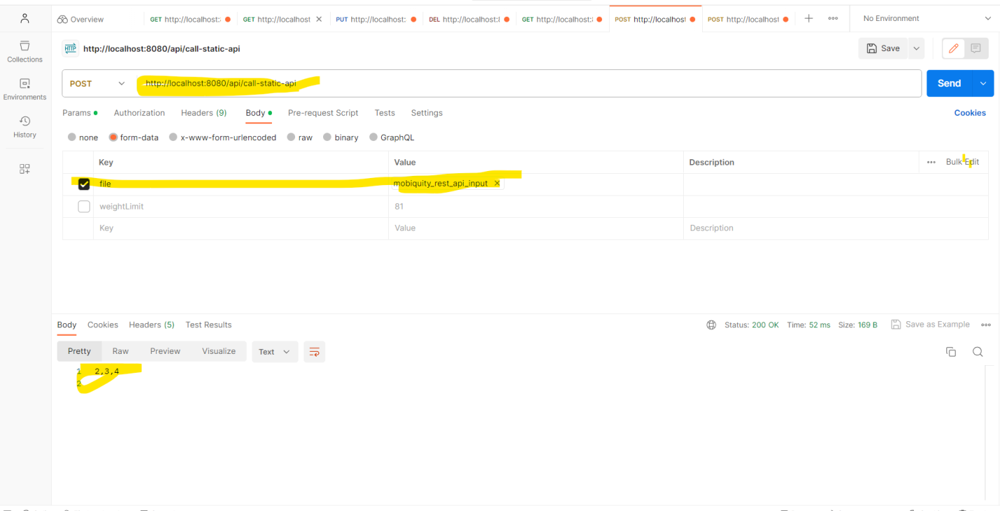 Overview GET http://localhost: GET http://localhost PUT http://localhost: DEL http://localhost: GET http://localhost: POST http://localhost POST http://localhost No Environment
HTTP http://localhost:8080/api/call-static-api Save
Collections
POST http://localhost:8080/api/call-static-api Send
Environments
Params Authorization Headers (9) Body Pre-request Script Tests Settings Cookies
History
none form-data x-www-form-urlencoded raw binary GraphQL
Key Value Description Bulk Edit
file mobiquity_rest_api_input
weightLimit 81
Key Value Description
Body Cookies Headers (5) Test Results Status: 200 OK Time: 52 ms Size: 169 B Save as Example
Pretty Raw Preview Visualize Text
1 2,3,4
2